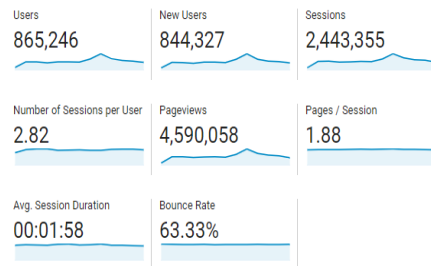 Users
865,246
New Users
844,327
Sessions
2,443,355
Number of Sessions per User
2.82
Pageviews
4,590,058
Pages / Session
1.88
Avg. Session Duration
00:01:58
Bounce Rate
63.33%